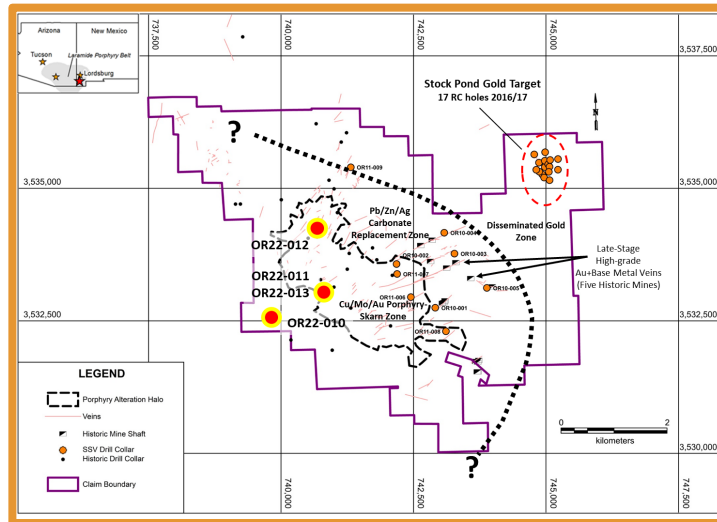 Arizona
New Mexico
Tucson
Laramide Porphyry Belt
Lordsburg
737,500
740,000
742,500
745,000
3,537,500
Stock Pond Gold Target
17 RC holes 2016/17
N
?
OR11-009
3,535,000
3,535,000
Pb/Zn/Ag
Carbonate
Replacement Zone
OR10-004
Disseminated Gold
Zone
OR22-012
OR10-002
OR10-003
Late-Stage
High-grade
Au+Base Metal Veins
(Five Historic Mines)
OR22-011
OR11-007
OR22-013
OR11-006
OR10-005
Cu/Mo/Au Porphyry-
Skarn Zone
OR10-001
3,532,500
OR22-010
OR11-008
3,532,500
LEGEND
Porphyry Alteration Halo
Veins
Historic Mine Shaft
SSV Drill Collar
Historic Drill Collar
Claim Boundary
0
2
kilometers
3,530,000
?
740,000
742,500
745,000
747,500